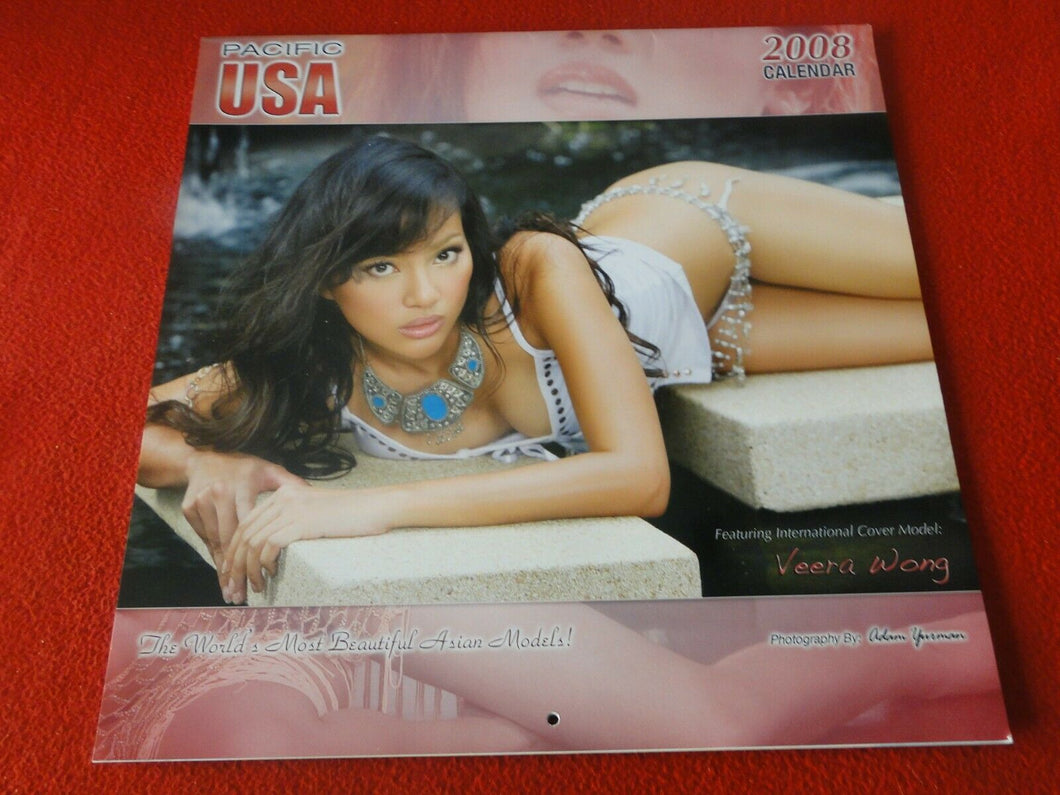 PACIFIC
USA
2008
CALENDAR
Featuring International Cover Model:
Veera Wong
The World's Most Beautiful Asian Models!
Photography By: Adam Yurman